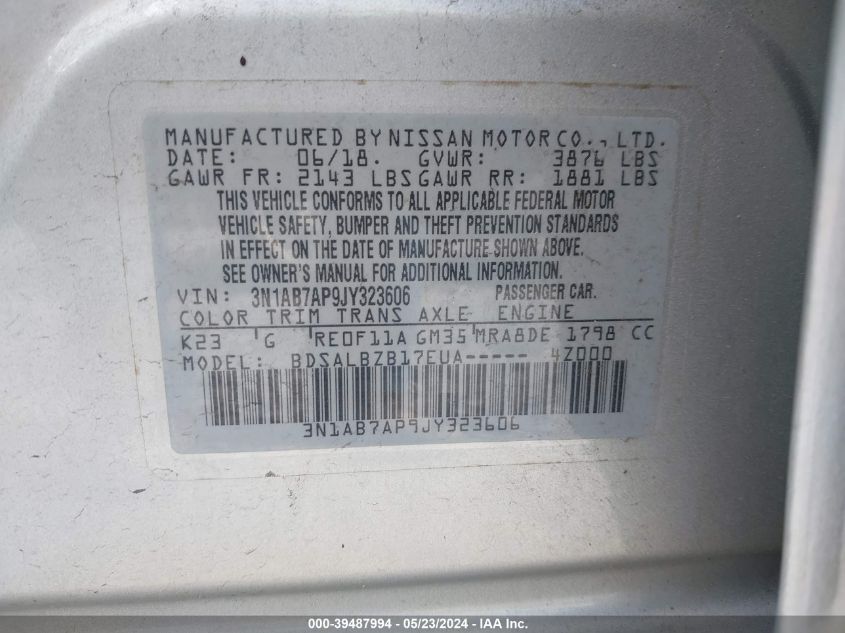 MANUFACTURED BY NISSAN MOTOR CO., LTD.
DATE: 06/18. GVWR: 3876 LBS
GAWR FR: 2143 LBS GAWR RR: 1881 LBS
THIS VEHICLE CONFORMS TO ALL APPLICABLE FEDERAL MOTOR
VEHICLE SAFETY, BUMPER AND THEFT PREVENTION STANDARDS
IN EFFECT ON THE DATE OF MANUFACTURE SHOWN ABOVE.
SEE OWNER'S MANUAL FOR ADDITIONAL INFORMATION.
VIN: 3N1AB7AP9JY323606 PASSENGER CAR.
COLOR TRIM TRANS AXLE ENGINE
K23 G RE0F11A GM35 MRA8DE 1798 CC
MODEL: BDSALBZB17EUA----- 4Z000
3N1AB7AP9JY323606
000-39487994 - 05/23/2024 - IAA Inc.